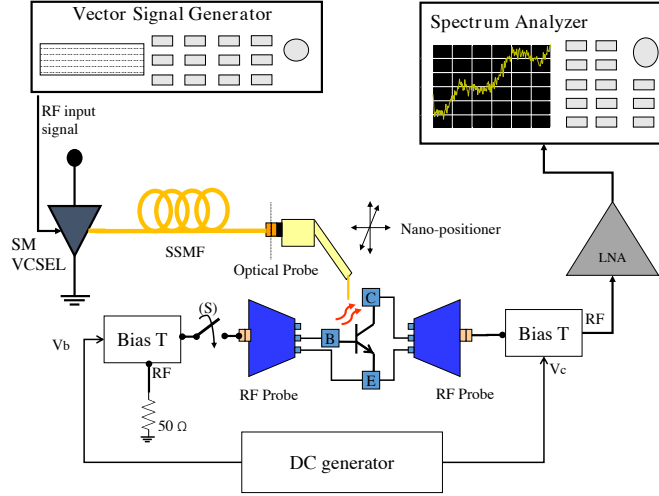 Vector Signal Generator
Spectrum Analyzer
RF input
signal
SM
VCSEL
SSMF
Optical Probe
Nano-positioner
LNA
(S)
C
B
E
Vb
Bias T
RF
50 Ω
RF Probe
RF Probe
Bias T
RF
Vc
DC generator